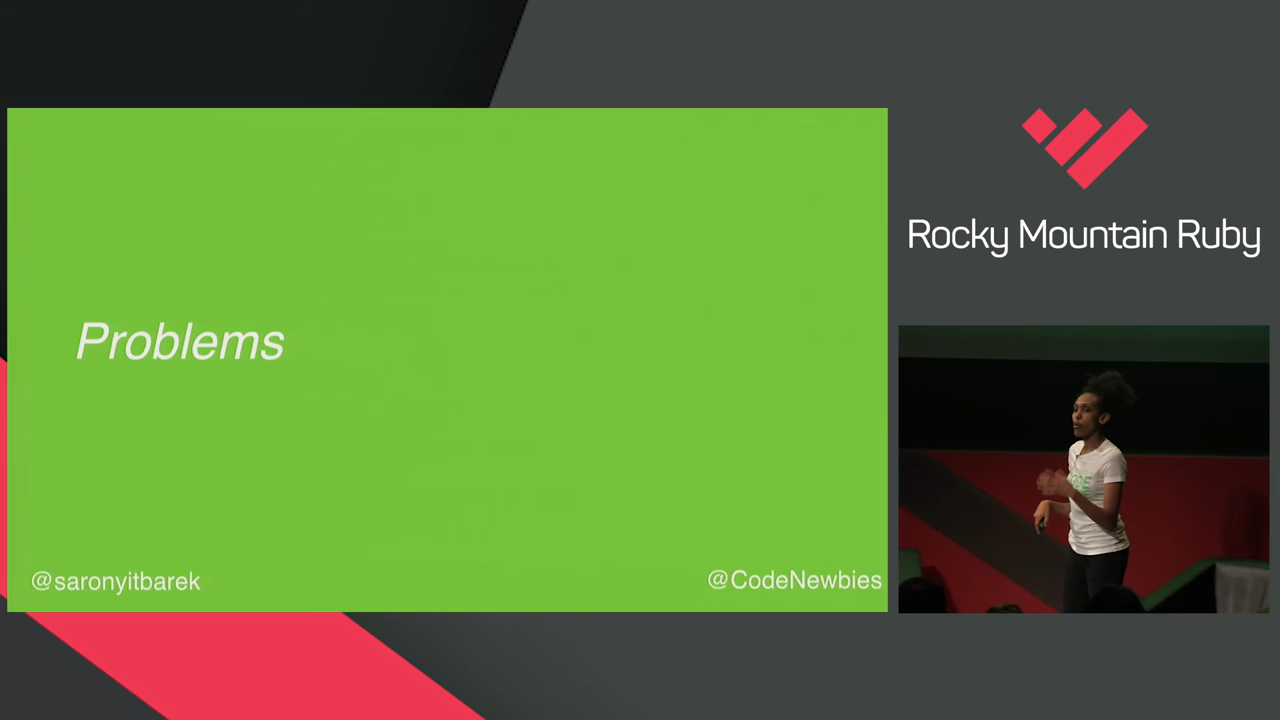 Problems
@saronyitbarek
@CodeNewbies
Rocky Mountain Ruby